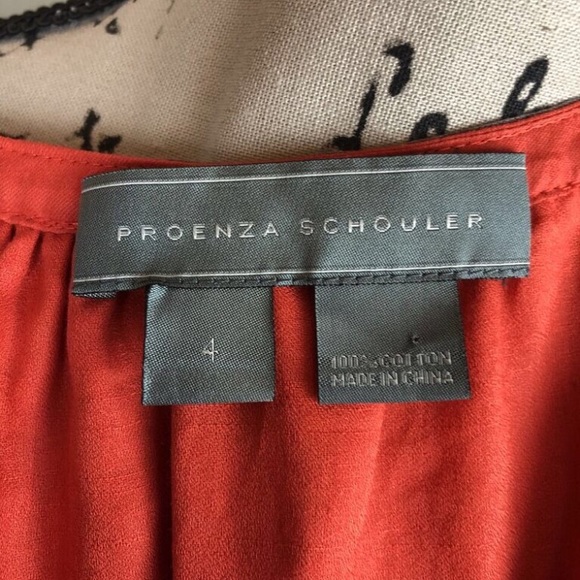 PROENZA SCHOULER
4
100% COTTON
MADE IN CHINA